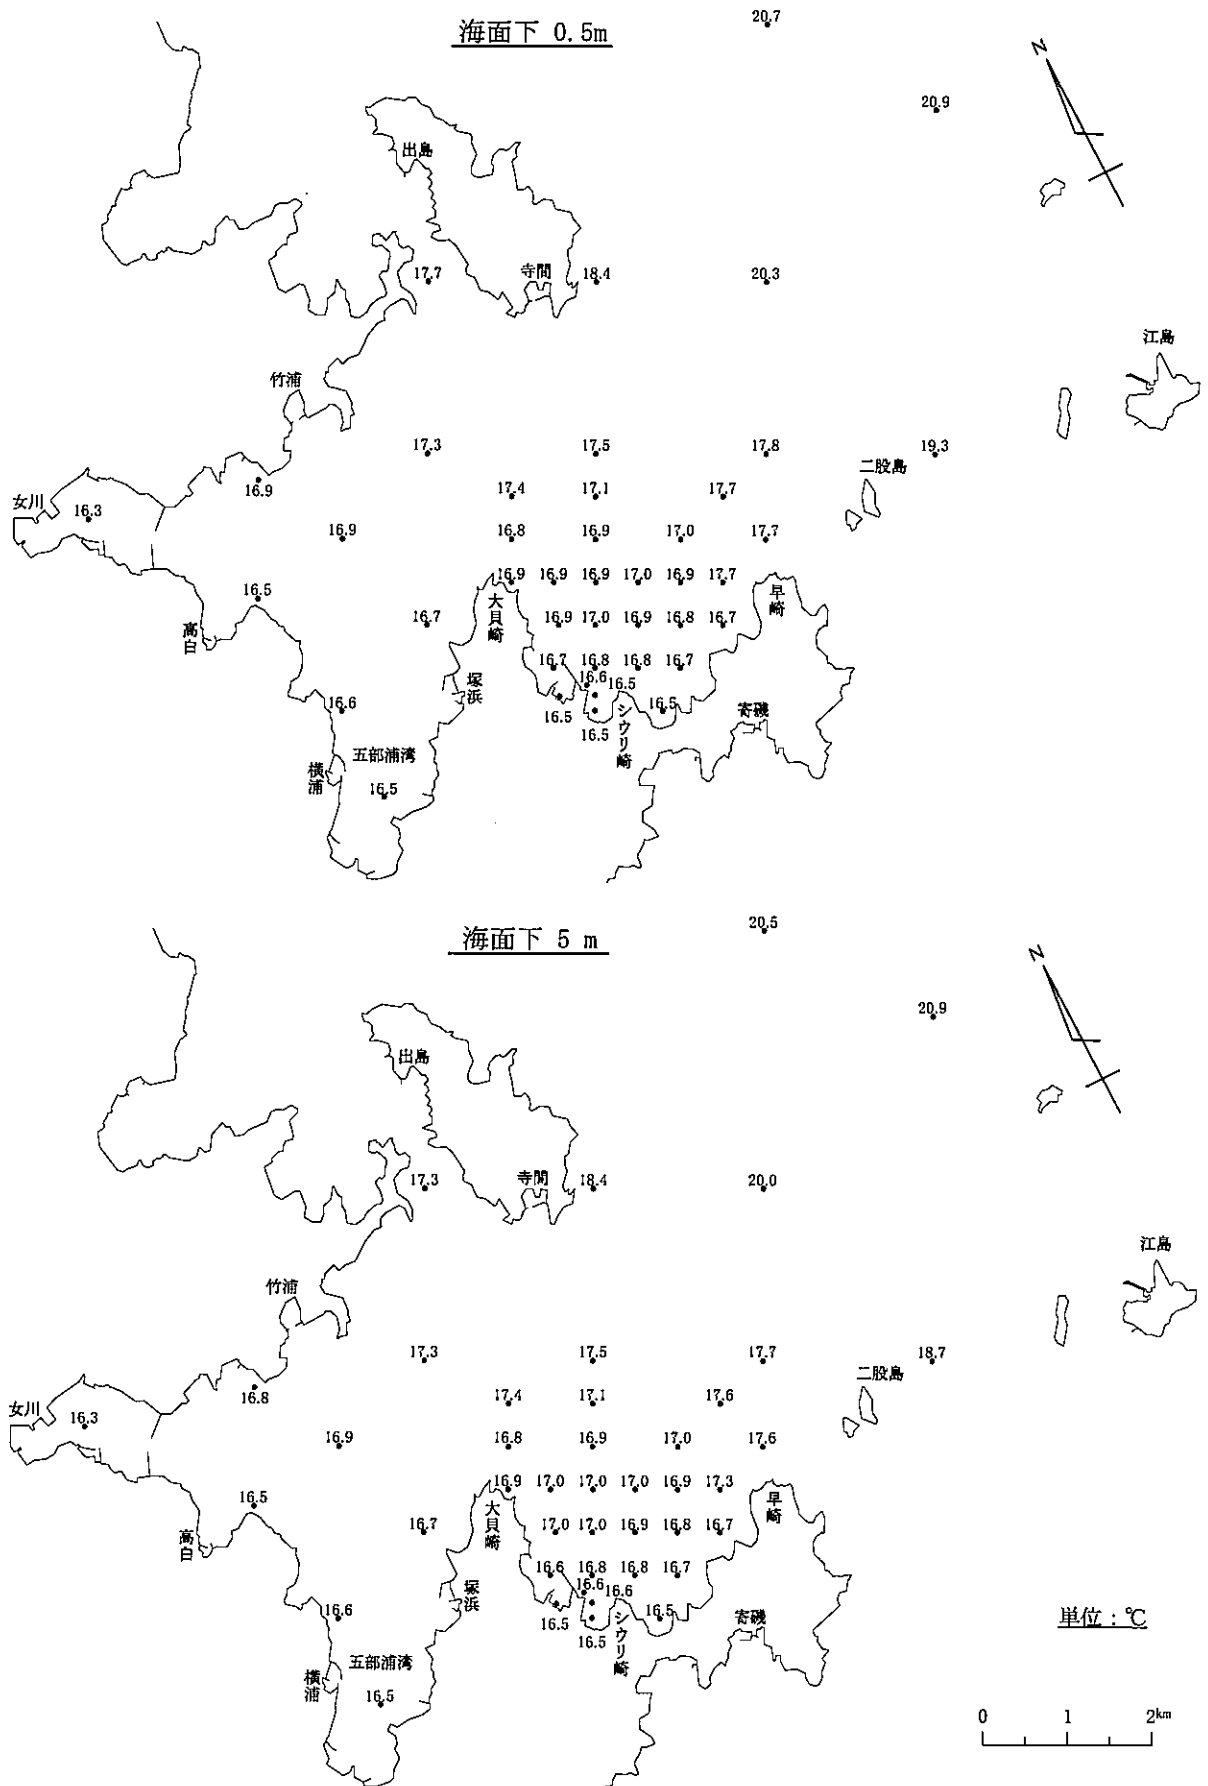 海面下 0.5m
20.7
N
20.9
出島
17.7
寺間
18.4
20.3
江島
竹浦
17.3
17.5
17.8
19.3
二股島
16.9
17.4
17.1
17.7
女川
16.3
16.9
16.8
16.9
17.0
17.7
16.9
16.9
16.9
17.0
16.9
17.7
早崎
16.5
大貝崎
高白
16.7
16.9
17.0
16.9
16.8
16.7
16.7
16.8
16.8
16.7
塚浜
16.6
16.5
16.6
16.5
16.5
16.5
シウリ崎
寄磯
五部浦湾
横浦
16.5
海面下 5 m
20.5
N
20.9
出島
17.3
寺間
18.4
20.0
江島
竹浦
17.3
17.5
17.7
18.7
二股島
16.8
17.4
17.1
17.6
女川
16.3
16.9
16.8
16.9
17.0
17.6
16.9
17.0
17.0
17.0
16.9
17.3
早崎
16.5
大貝崎
高白
16.7
17.0
17.0
16.9
16.8
16.7
16.6
16.8
16.8
16.7
塚浜
16.6
16.6
16.6
16.5
16.5
16.5
シウリ崎
寄磯
単位：℃
五部浦湾
横浦
16.5
0 1 2km